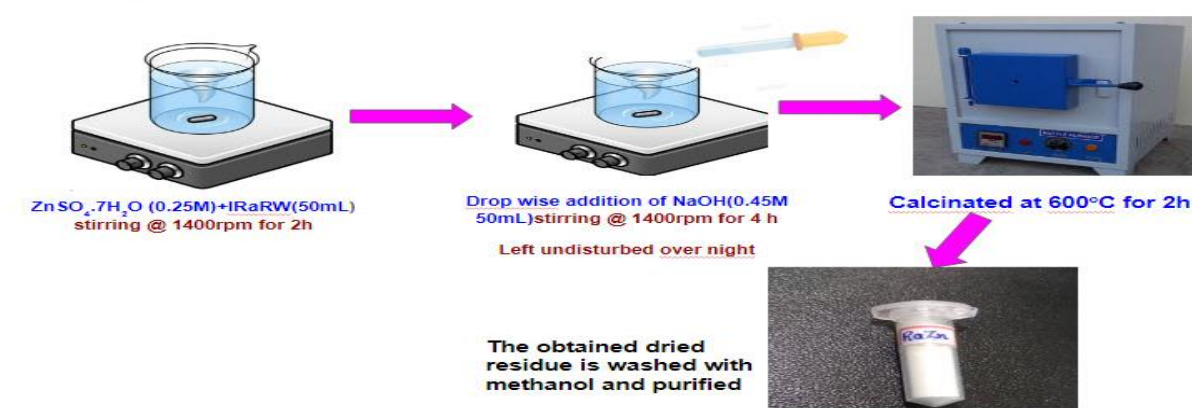 ZnSO₄.7H₂O (0.25M)+IRaRW(50mL)
stirring @ 1400rpm for 2h
Drop wise addition of NaOH(0.45M
50mL)stirring @ 1400rpm for 4 h
Left undisturbed over night
Calcinated at 600°C for 2h
MUFFLE FURNACE
RaZn
The obtained dried
residue is washed with
methanol and purified